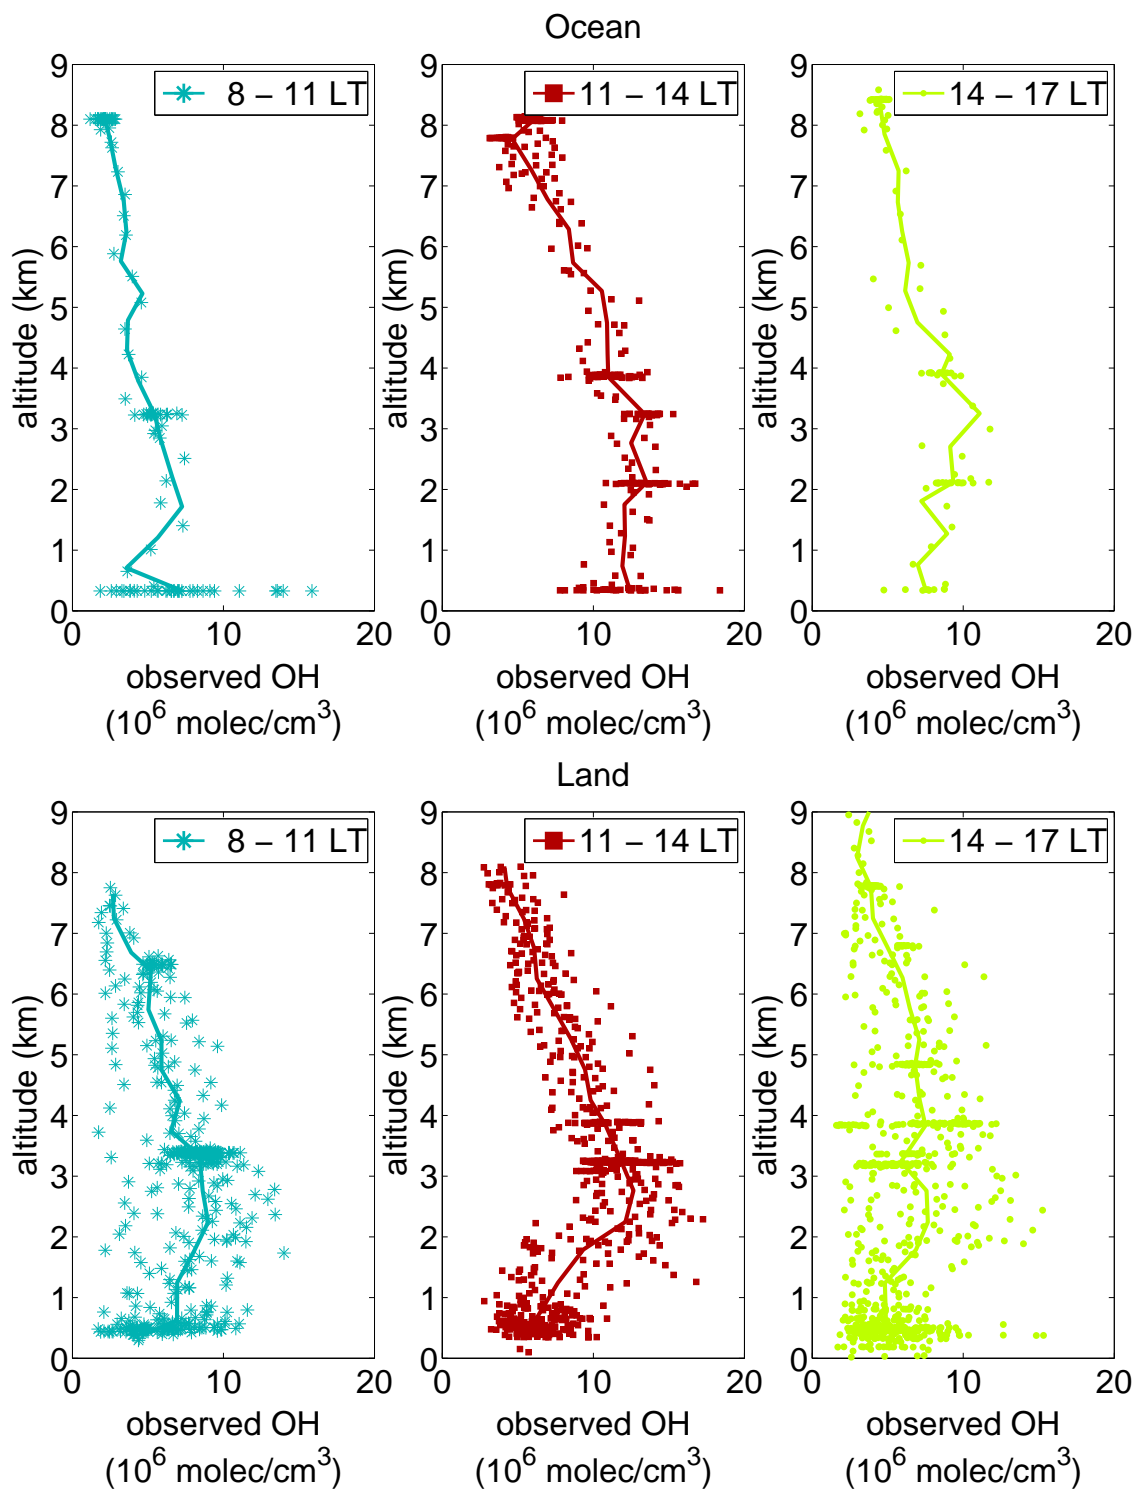 Ocean
9
8
7
6
5
4
3
2
1
0
altitude (km)
8 – 11 LT
0 10 20
observed OH
(10^6 molec/cm^3)
9
8
7
6
5
4
3
2
1
0
altitude (km)
11 – 14 LT
0 10 20
observed OH
(10^6 molec/cm^3)
9
8
7
6
5
4
3
2
1
0
altitude (km)
14 – 17 LT
0 10 20
observed OH
(10^6 molec/cm^3)
Land
9
8
7
6
5
4
3
2
1
0
altitude (km)
8 – 11 LT
0 10 20
observed OH
(10^6 molec/cm^3)
9
8
7
6
5
4
3
2
1
0
altitude (km)
11 – 14 LT
0 10 20
observed OH
(10^6 molec/cm^3)
9
8
7
6
5
4
3
2
1
0
altitude (km)
14 – 17 LT
0 10 20
observed OH
(10^6 molec/cm^3)